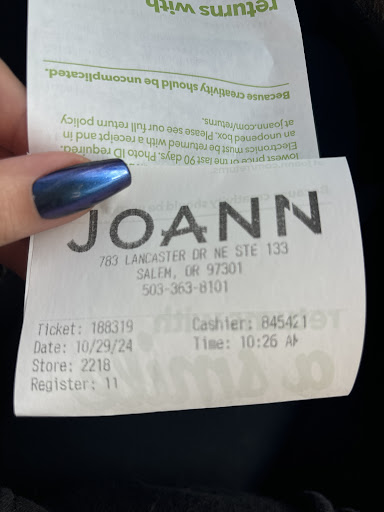 returns with
Because creativity should be uncomplicated.
at joann.com/returns.
an unopened box. Please see our full return policy
Electronics must be returned with receipt and in
lowest price of the last 90 days. Photo ID required.
JOANN
783 LANCASTER DR NE STE 133
SALEM, OR 97301
503-363-8101
Ticket: 188319 Cashier: 845421
Date: 10/29/24 Time: 10:26 AM
Store: 2218
Register: 11